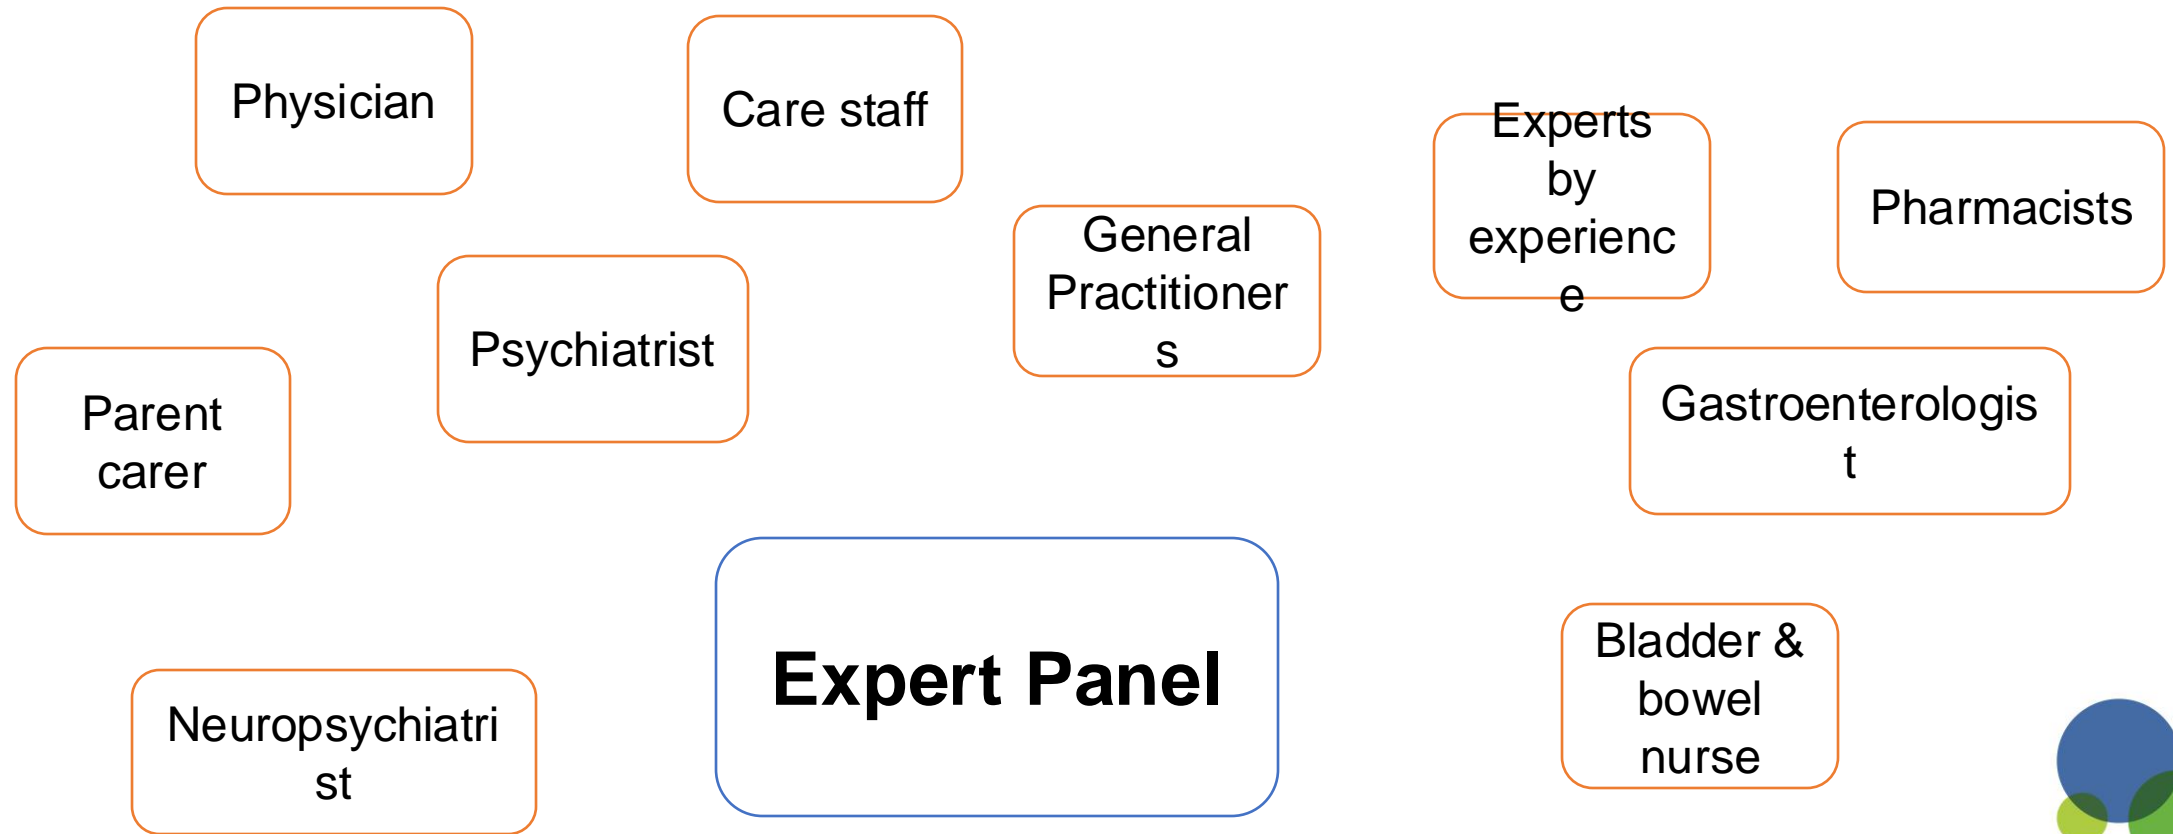 Physician
Care staff
Experts
by
experienc
e
Pharmacists
General
Practitioner
s
Psychiatrist
Parent
carer
Gastroenterologis
t
Expert Panel
Bladder &
bowel
nurse
Neuropsychiatri
st